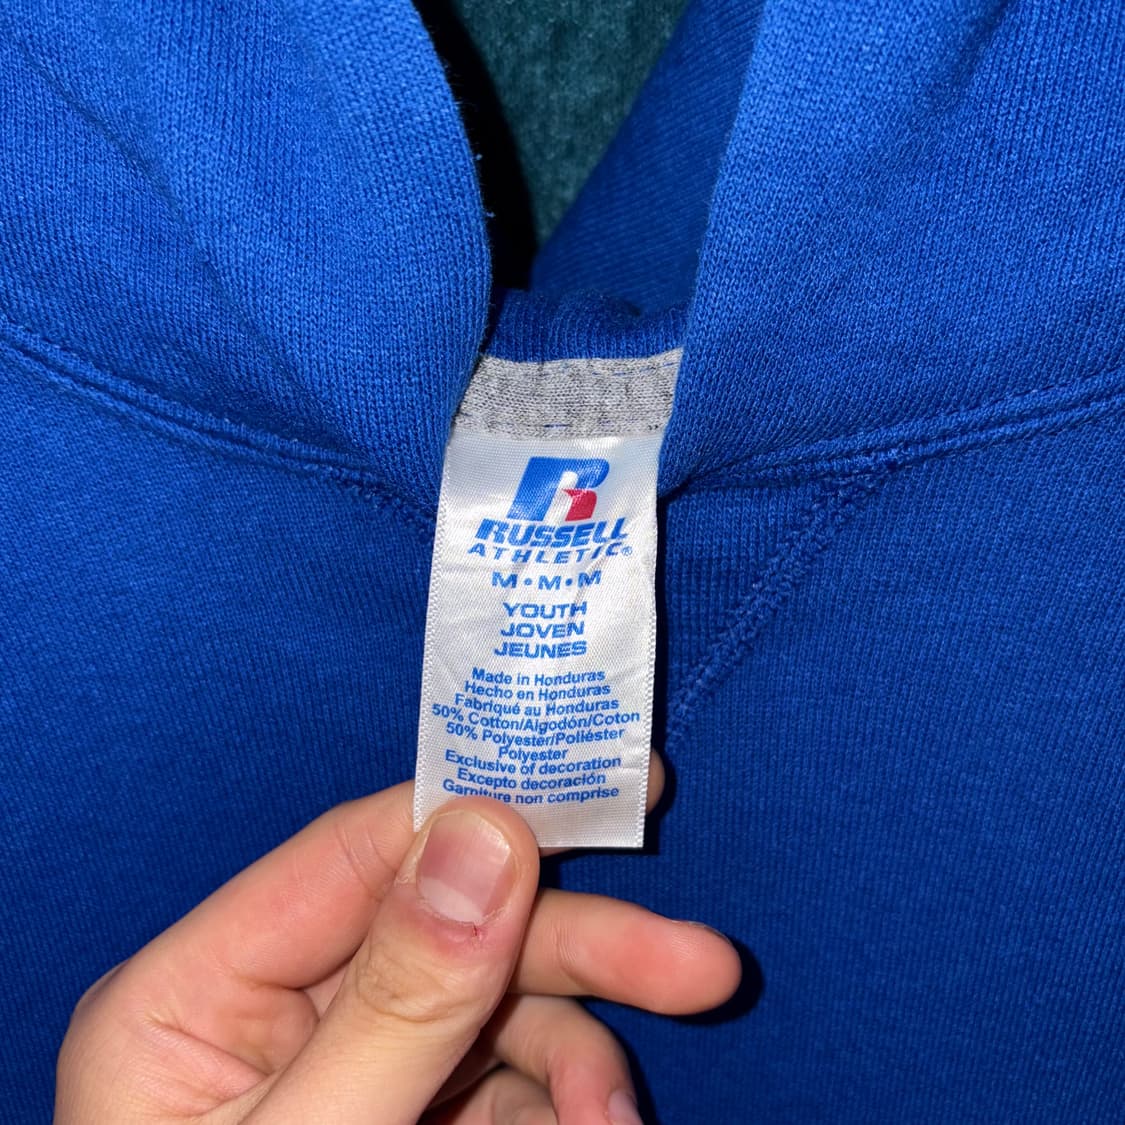 R
RUSSELL
ATHLETIC®
M•M•M
YOUTH
JOVEN
JEUNES
Made in Honduras
Hecho en Honduras
Fabriqué au Honduras
50% Cotton/Algodón/Coton
50% Polyester/Poliéster
Polyester
Exclusive of decoration
Excepto decoración
Garniture non comprise